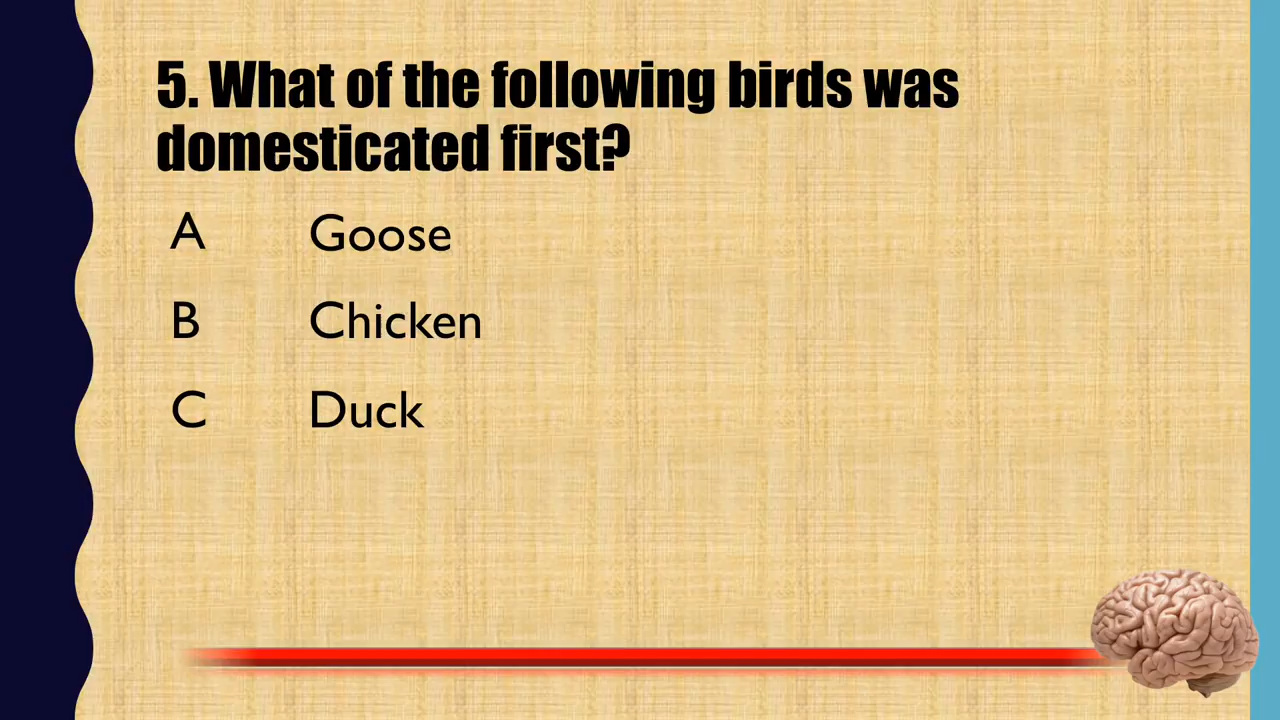 5. What of the following birds was
domesticated first?
A Goose
B Chicken
C Duck